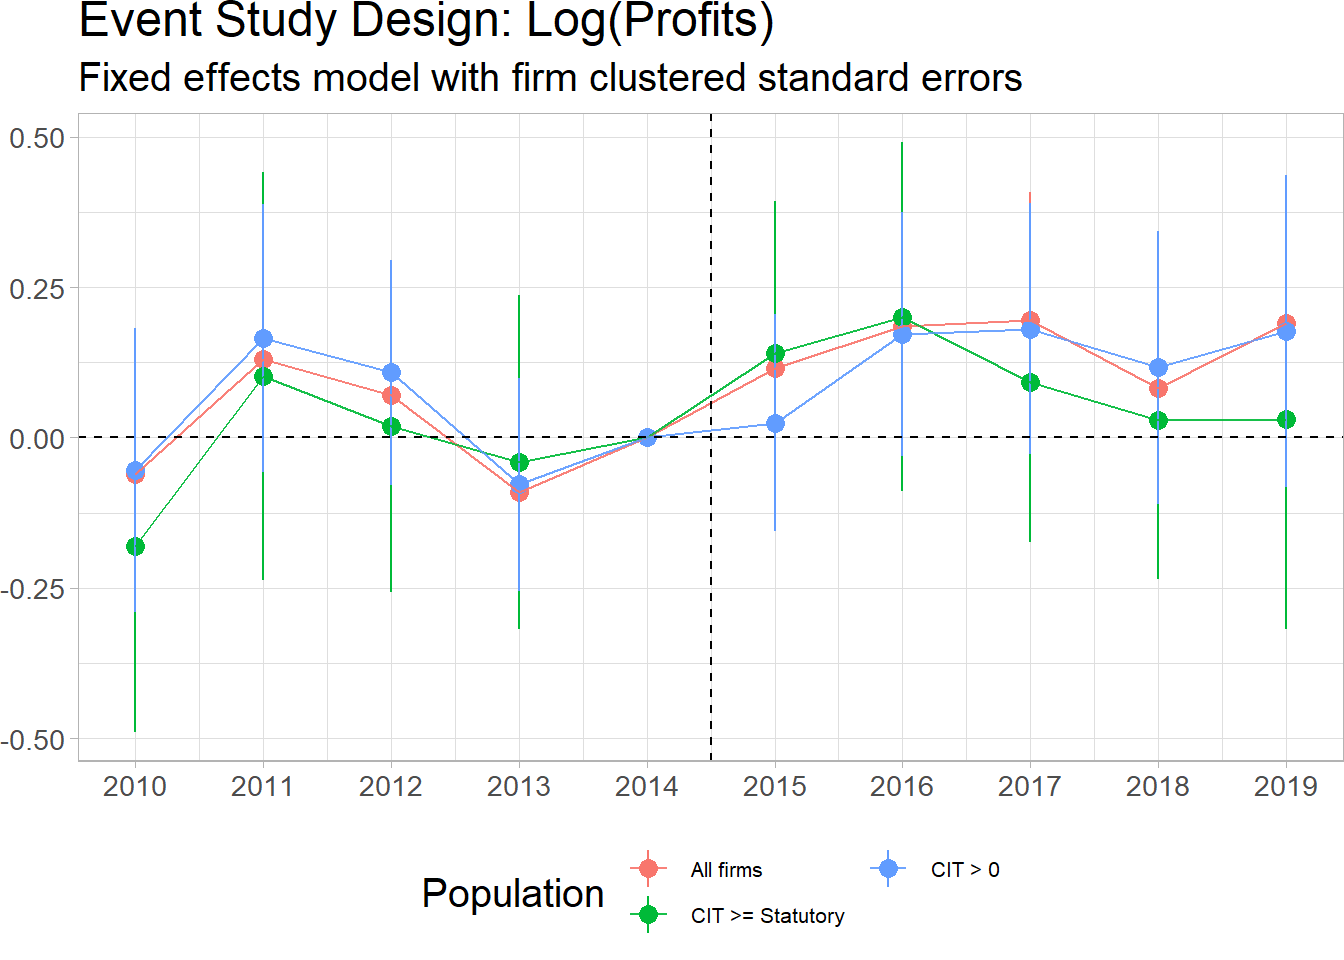 Event Study Design: Log(Profits)
Fixed effects model with firm clustered standard errors
0.50
0.25
0.00
-0.25
-0.50
2010 2011 2012 2013 2014 2015 2016 2017 2018 2019
Population
All firms
CIT > 0
CIT >= Statutory